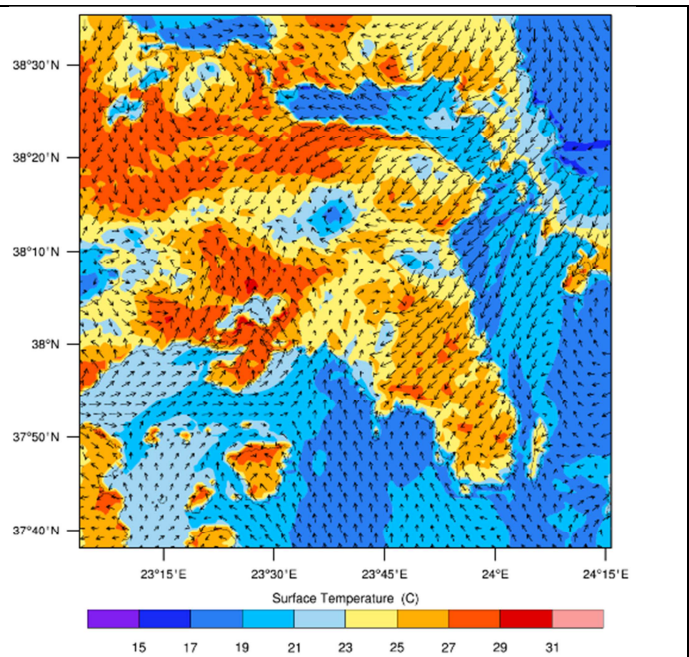 38°30'N
38°20'N
38°10'N
38°N
37°50'N
37°40'N
23°15'E 23°30'E 23°45'E 24°E 24°15'E
Surface Temperature (C)
15 17 19 21 23 25 27 29 31